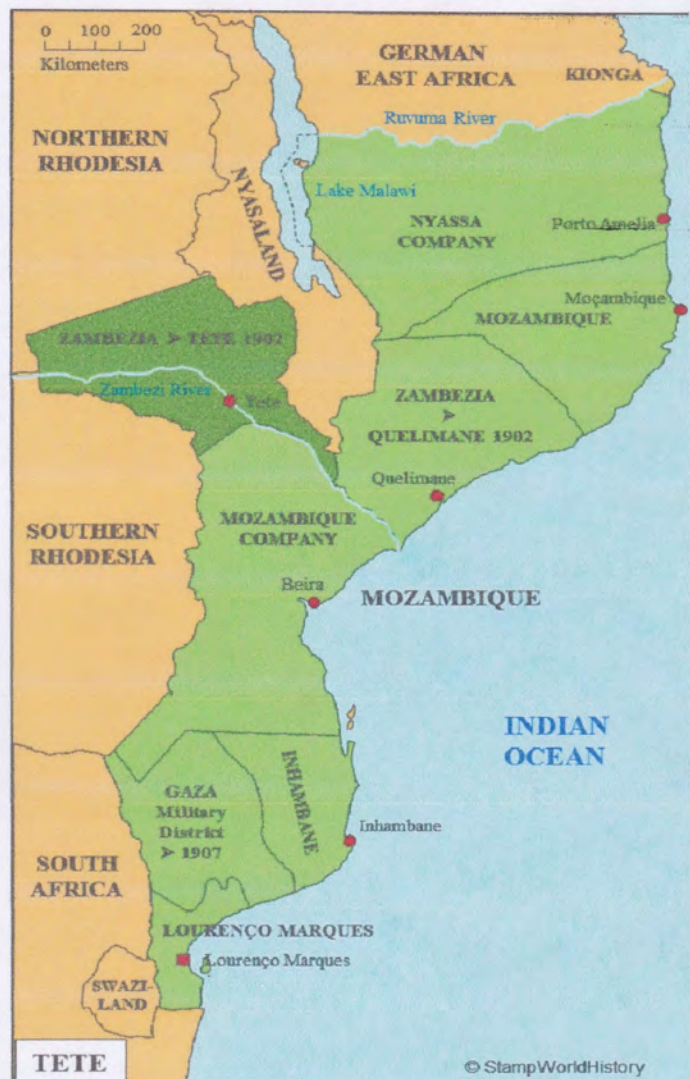 0 100 200
Kilometers
GERMAN
EAST AFRICA
KIONGA
Ruvuma River
NORTHERN
RHODESIA
NYASALAND
Lake Malawi
NYASSA
COMPANY
Porto Amelia
Moçambique
MOZAMBIQUE
ZAMBEZIA ➢ TETE 1902
Zambezi River
Tete
ZAMBEZIA
➢
QUELIMANE 1902
Quelimane
SOUTHERN
RHODESIA
MOZAMBIQUE
COMPANY
Beira
MOZAMBIQUE
INDIAN
OCEAN
GAZA
Military
District
➢ 1907
INHAMBANE
Inhambane
SOUTH
AFRICA
LOURENÇO MARQUES
Lourenço Marques
SWAZI-
LAND
TETE
© StampWorldHistory